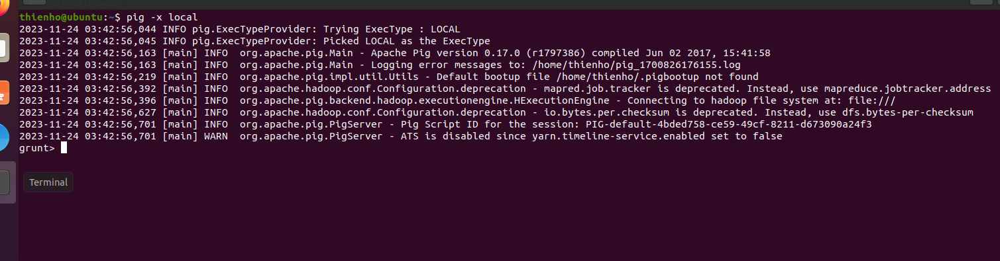 thienho@ubuntu:~$ pig -x local
2023-11-24 03:42:56,044 INFO pig.ExecTypeProvider: Trying ExecType : LOCAL
2023-11-24 03:42:56,045 INFO pig.ExecTypeProvider: Picked LOCAL as the ExecType
2023-11-24 03:42:56,163 [main] INFO  org.apache.pig.Main - Apache Pig version 0.17.0 (r1797386) compiled Jun 02 2017, 15:41:58
2023-11-24 03:42:56,163 [main] INFO  org.apache.pig.Main - Logging error messages to: /home/thienho/pig_1700826176155.log
2023-11-24 03:42:56,219 [main] INFO  org.apache.pig.impl.util.Utils - Default bootup file /home/thienho/.pigbootup not found
2023-11-24 03:42:56,392 [main] INFO  org.apache.hadoop.conf.Configuration.deprecation - mapred.job.tracker is deprecated. Instead, use mapreduce.jobtracker.address
2023-11-24 03:42:56,396 [main] INFO  org.apache.pig.backend.hadoop.executionengine.HExecutionEngine - Connecting to hadoop file system at: file:///
2023-11-24 03:42:56,627 [main] INFO  org.apache.hadoop.conf.Configuration.deprecation - io.bytes.per.checksum is deprecated. Instead, use dfs.bytes-per-checksum
2023-11-24 03:42:56,701 [main] INFO  org.apache.pig.PigServer - Pig Script ID for the session: PIG-default-4bded758-ce59-49cf-8211-d673090a24f3
2023-11-24 03:42:56,701 [main] WARN  org.apache.pig.PigServer - ATS is disabled since yarn.timeline-service.enabled set to false
grunt>
Terminal